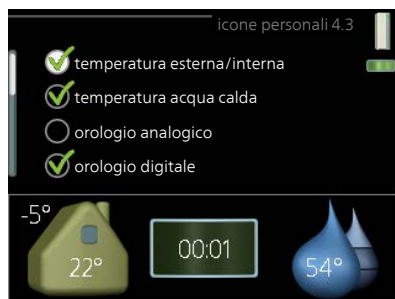 icone personali 4.3
temperatura esterna/interna
temperatura acqua calda
orologio analogico
orologio digitale
-5°
22°
00:01
54°